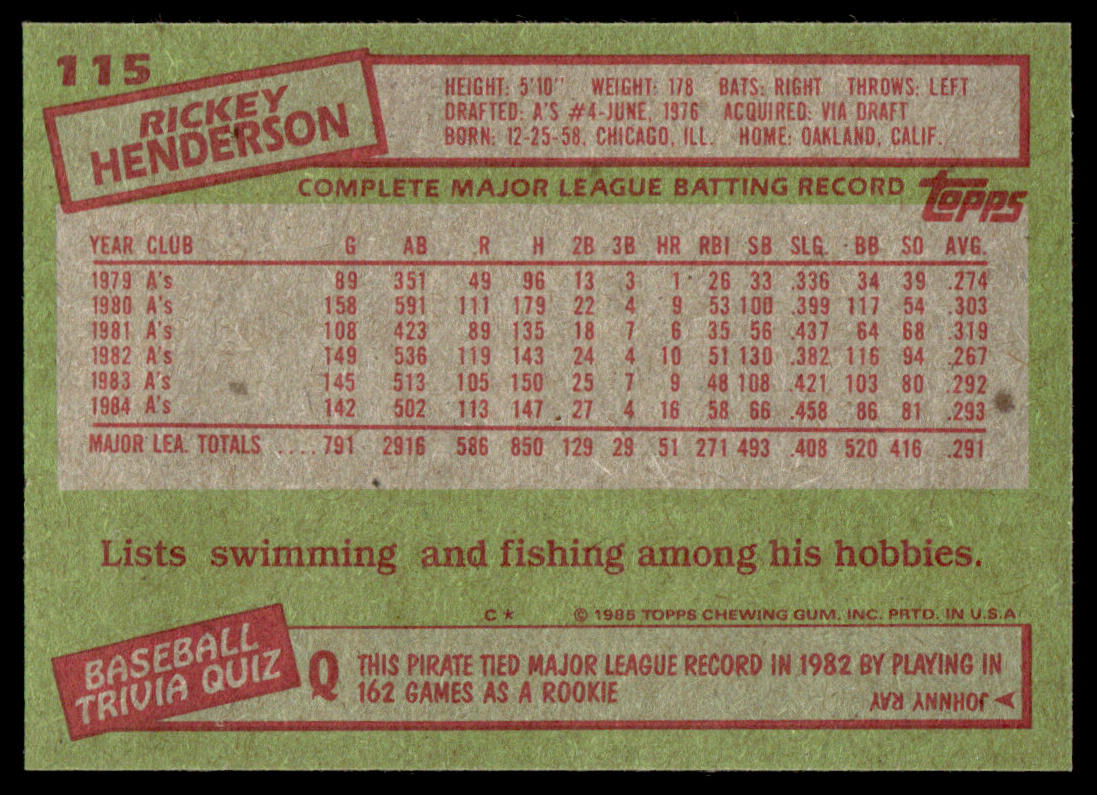 115
RICKEY
HENDERSON
HEIGHT: 5'10" WEIGHT: 178 BATS: RIGHT THROWS: LEFT
DRAFTED: A'S #4-JUNE, 1976 ACQUIRED: VIA DRAFT
BORN: 12-25-58, CHICAGO, ILL. HOME: OAKLAND, CALIF.
COMPLETE MAJOR LEAGUE BATTING RECORD
topps
YEAR CLUB G AB R H 2B 3B HR RBI SB SLG. BB SO AVG.
1979 A's 89 351 49 96 13 3 1 26 33 .336 34 39 .274
1980 A's 158 591 111 179 22 4 9 53 100 .399 117 54 .303
1981 A's 108 423 89 135 18 7 6 35 56 .437 64 68 .319
1982 A's 149 536 119 143 24 4 10 51 130 .382 116 94 .267
1983 A's 145 513 105 150 25 7 9 48 108 .421 103 80 .292
1984 A's 142 502 113 147 27 4 16 58 66 .458 86 81 .293
MAJOR LEA. TOTALS .... 791 2916 586 850 129 29 51 271 493 .408 520 416 .291
Lists swimming and fishing among his hobbies.
C* © 1985 TOPPS CHEWING GUM, INC. PRTD. IN U.S.A.
BASEBALL
TRIVIA QUIZ
Q THIS PIRATE TIED MAJOR LEAGUE RECORD IN 1982 BY PLAYING IN
162 GAMES AS A ROOKIE
JOHNNY RAY